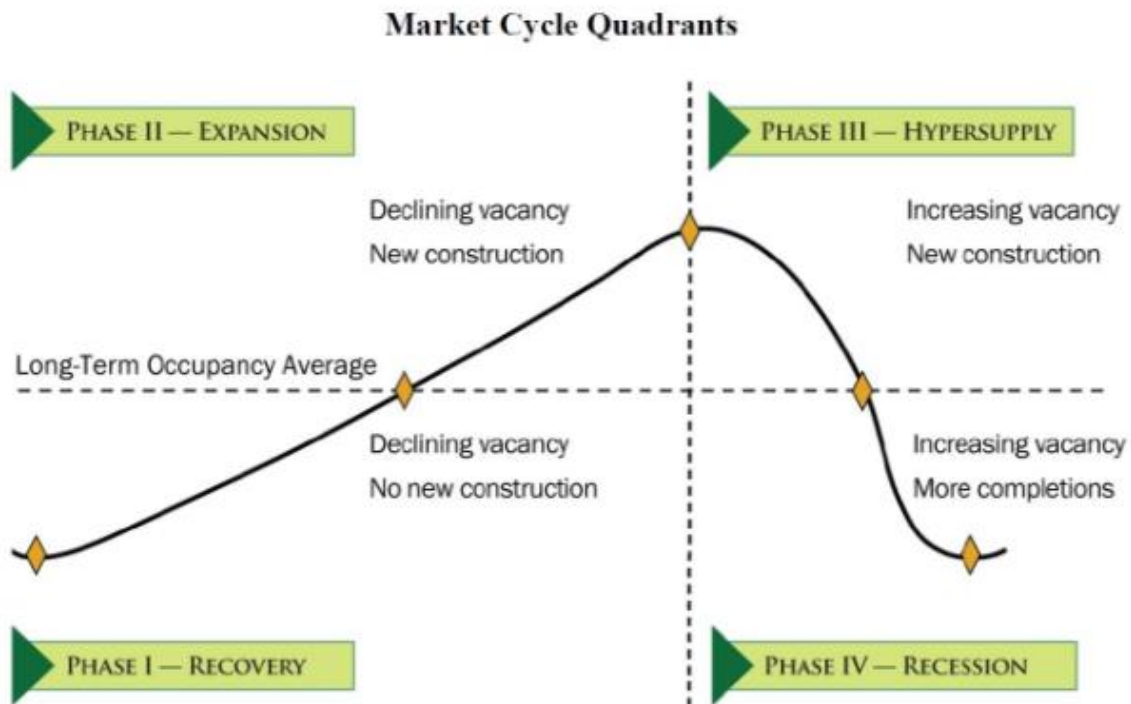 Market Cycle Quadrants
PHASE II — EXPANSION
PHASE III — HYPERSUPPLY
Declining vacancy
New construction
Increasing vacancy
New construction
Long-Term Occupancy Average
Declining vacancy
No new construction
Increasing vacancy
More completions
PHASE I — RECOVERY
PHASE IV — RECESSION